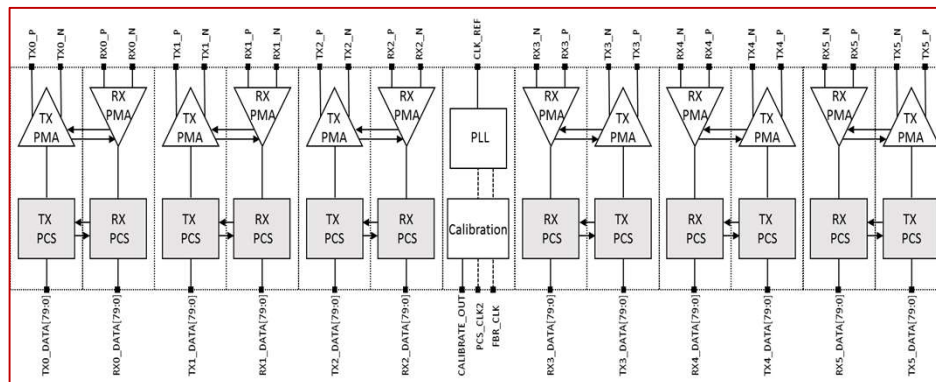 TX0_P
TX0_N
RX0_P
RX0_N
TX1_P
TX1_N
RX1_P
RX1_N
TX2_P
TX2_N
RX2_P
RX2_N
CLK_REF
RX3_N
RX3_P
TX3_N
TX3_P
RX4_N
RX4_P
TX4_N
TX4_P
RX5_N
RX5_P
TX5_N
TX5_P
TX
PMA
RX
PMA
TX
PMA
RX
PMA
TX
PMA
RX
PMA
PLL
RX
PMA
TX
PMA
RX
PMA
TX
PMA
RX
PMA
TX
PMA
TX
PCS
RX
PCS
TX
PCS
RX
PCS
TX
PCS
RX
PCS
Calibration
RX
PCS
TX
PCS
RX
PCS
TX
PCS
RX
PCS
TX
PCS
TX0_DATA[79:0]
RX0_DATA[79:0]
TX1_DATA[79:0]
RX1_DATA[79:0]
TX2_DATA[79:0]
RX2_DATA[79:0]
CALIBRATE_OUT
PCS_CLK2
FBR_CLK
RX3_DATA[79:0]
TX3_DATA[79:0]
RX4_DATA[79:0]
TX4_DATA[79:0]
RX5_DATA[79:0]
TX5_DATA[79:0]